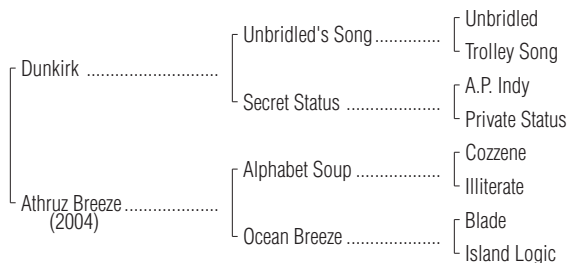 Unbridled
Unbridled's Song..............
Trolley Song
Dunkirk ............................
A.P. Indy
Secret Status ....................
Private Status
Cozzene
Alphabet Soup ..................
Illiterate
Athruz Breeze....................
(2004)
Blade
Ocean Breeze ....................
Island Logic